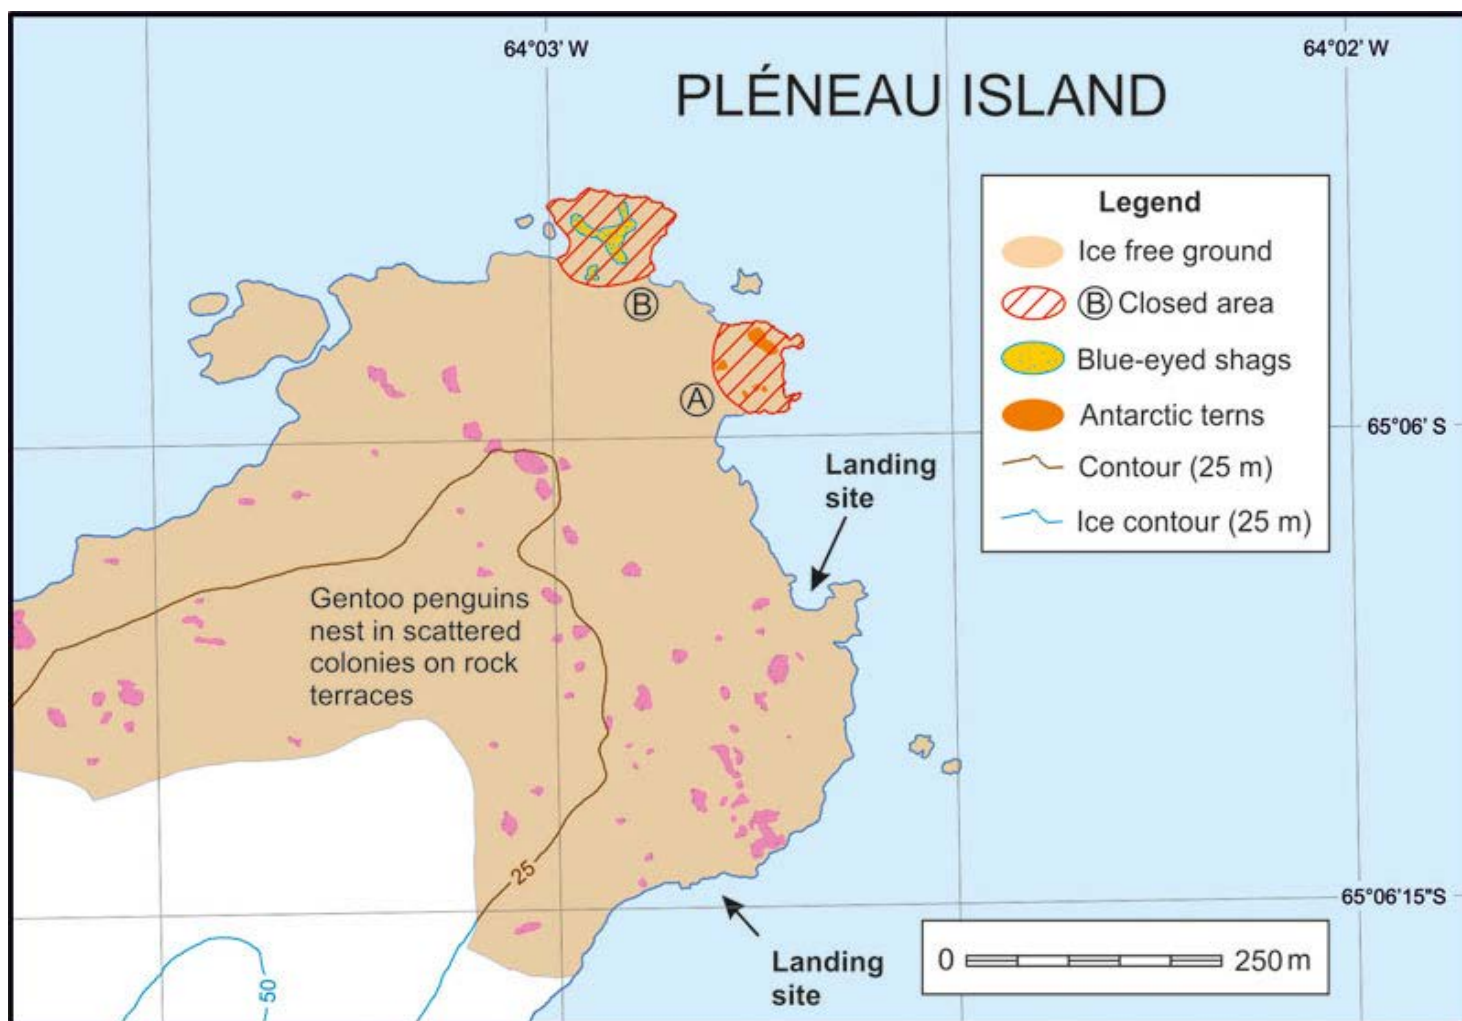 64°03' W
64°02' W
PLÉNEAU ISLAND
Legend
Ice free ground
B Closed area
Blue-eyed shags
Antarctic terns
Contour (25 m)
Ice contour (25 m)
B
A
65°06' S
Landing
site
Gentoo penguins
nest in scattered
colonies on rock
terraces
25
65°06'15"S
Landing
site
0 250 m
50